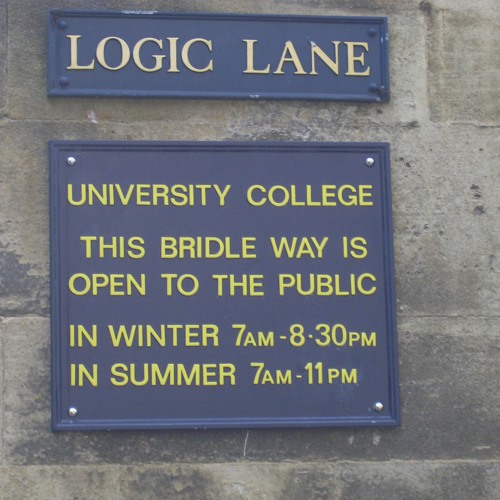 LOGIC LANE
UNIVERSITY COLLEGE
THIS BRIDLE WAY IS
OPEN TO THE PUBLIC
IN WINTER 7AM-8·30PM
IN SUMMER 7AM-11PM